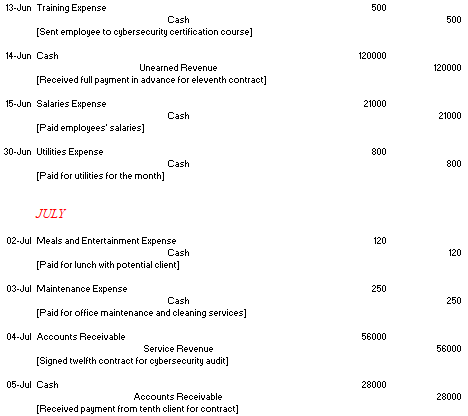 13-Jun Training Expense 500
Cash 500
[Sent employee to cybersecurity certification course]
14-Jun Cash 120000
Unearned Revenue 120000
[Received full payment in advance for eleventh contract]
15-Jun Salaries Expense 21000
Cash 21000
[Paid employees' salaries]
30-Jun Utilities Expense 800
Cash 800
[Paid for utilities for the month]
JULY
02-Jul Meals and Entertainment Expense 120
Cash 120
[Paid for lunch with potential client]
03-Jul Maintenance Expense 250
Cash 250
[Paid for office maintenance and cleaning services]
04-Jul Accounts Receivable 56000
Service Revenue 56000
[Signed twelfth contract for cybersecurity audit]
05-Jul Cash 28000
Accounts Receivable 28000
[Received payment from tenth client for contract]